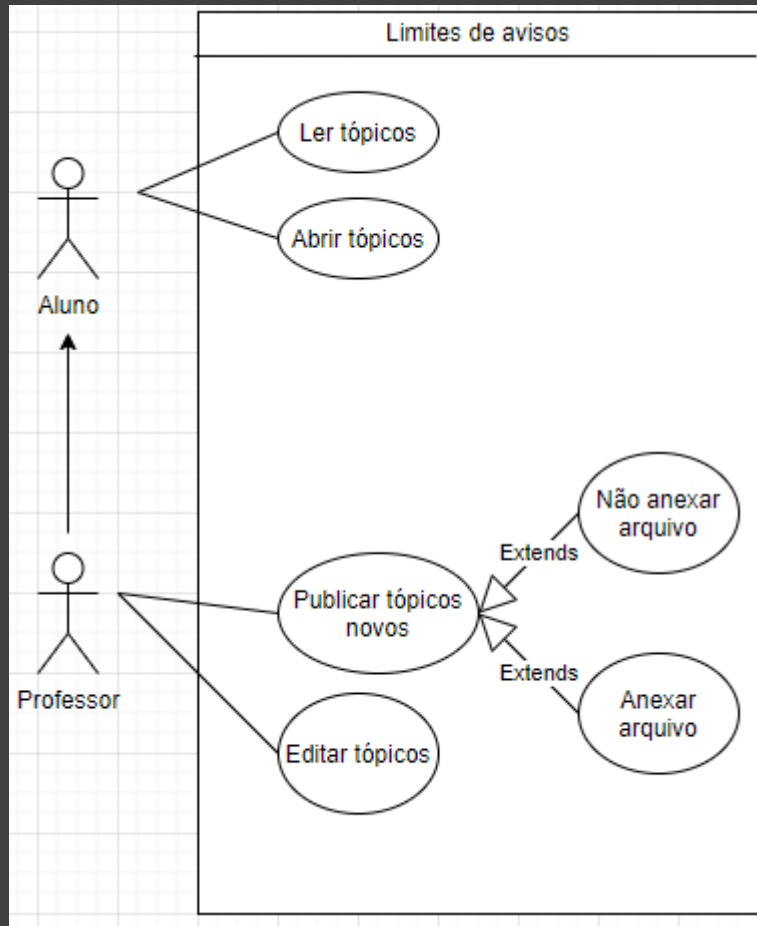 Limites de avisos
Ler tópicos
Abrir tópicos
Aluno
Não anexar
arquivo
Extends
Publicar tópicos
novos
Extends
Professor
Anexar
arquivo
Editar tópicos